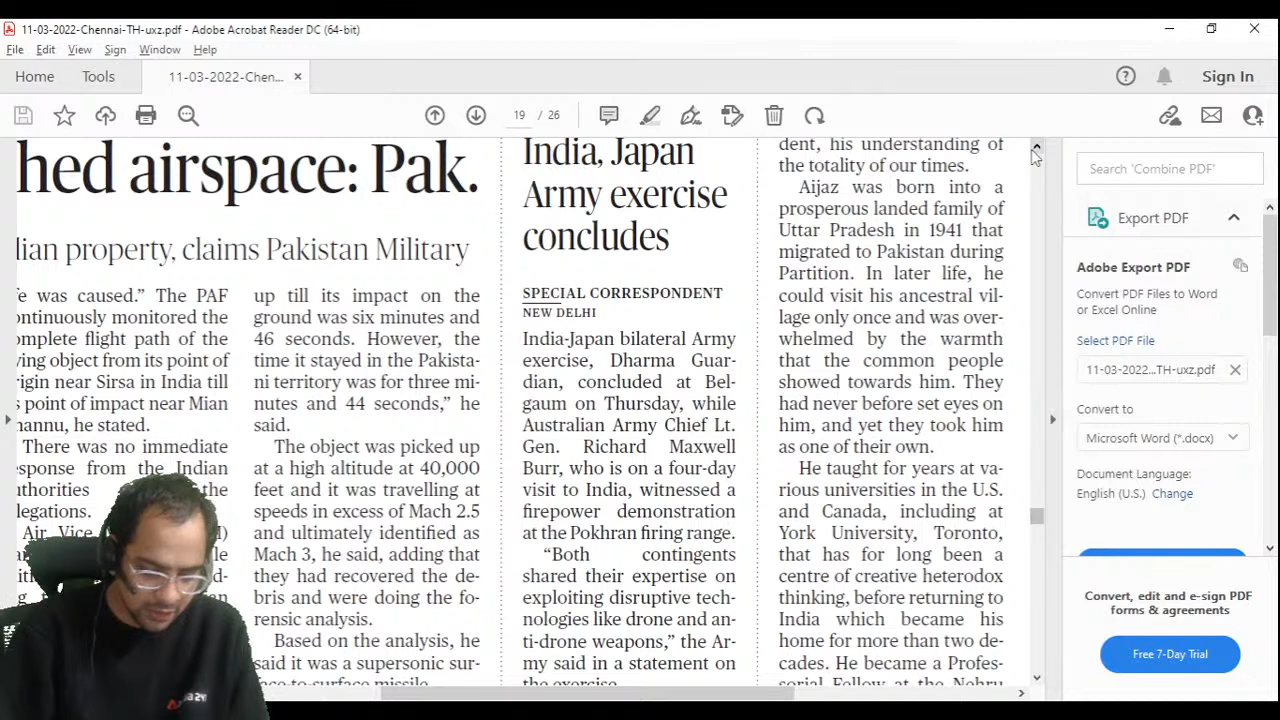 11-03-2022-Chennai-TH-uxz.pdf - Adobe Acrobat Reader DC (64-bit)
File Edit View Sign Window Help
Home Tools 11-03-2022-Chen... × Sign In
19 / 26
hed airspace: Pak.
lian property, claims Pakistan Military
fe was caused.” The PAF
ontinuously monitored the
omplete flight path of the
ying object from its point of
rigin near Sirsa in India till
s point of impact near Mian
hannu, he stated.
There was no immediate
esponse from the Indian
uthorities the
legations.
Air Vice
up till its impact on the
ground was six minutes and
46 seconds. However, the
time it stayed in the Pakista-
ni territory was for three mi-
nutes and 44 seconds,” he
said.
The object was picked up
at a high altitude at 40,000
feet and it was travelling at
speeds in excess of Mach 2.5
and ultimately identified as
Mach 3, he said, adding that
they had recovered the de-
bris and were doing the fo-
rensic analysis.
Based on the analysis, he
said it was a supersonic sur-
face-to-surface missile
India, Japan
Army exercise
concludes
SPECIAL CORRESPONDENT
NEW DELHI
India-Japan bilateral Army
exercise, Dharma Guar-
dian, concluded at Bel-
gaum on Thursday, while
Australian Army Chief Lt.
Gen. Richard Maxwell
Burr, who is on a four-day
visit to India, witnessed a
firepower demonstration
at the Pokhran firing range.
“Both contingents
shared their expertise on
exploiting disruptive tech-
nologies like drone and an-
ti-drone weapons,” the Ar-
my said in a statement on
the exercise.
dent, his understanding of
the totality of our times.
Aijaz was born into a
prosperous landed family of
Uttar Pradesh in 1941 that
migrated to Pakistan during
Partition. In later life, he
could visit his ancestral vil-
lage only once and was over-
whelmed by the warmth
that the common people
showed towards him. They
had never before set eyes on
him, and yet they took him
as one of their own.
He taught for years at va-
rious universities in the U.S.
and Canada, including at
York University, Toronto,
that has for long been a
centre of creative heterodox
thinking, before returning to
India which became his
home for more than two de-
cades. He became a Profes-
sorial Fellow at the Nehru
Search 'Combine PDF'
Export PDF
Adobe Export PDF
Convert PDF Files to Word
or Excel Online
Select PDF File
11-03-2022...TH-uxz.pdf
Convert to
Microsoft Word (*.docx)
Document Language:
English (U.S.) Change
Convert, edit and e-sign PDF
forms & agreements
Free 7-Day Trial